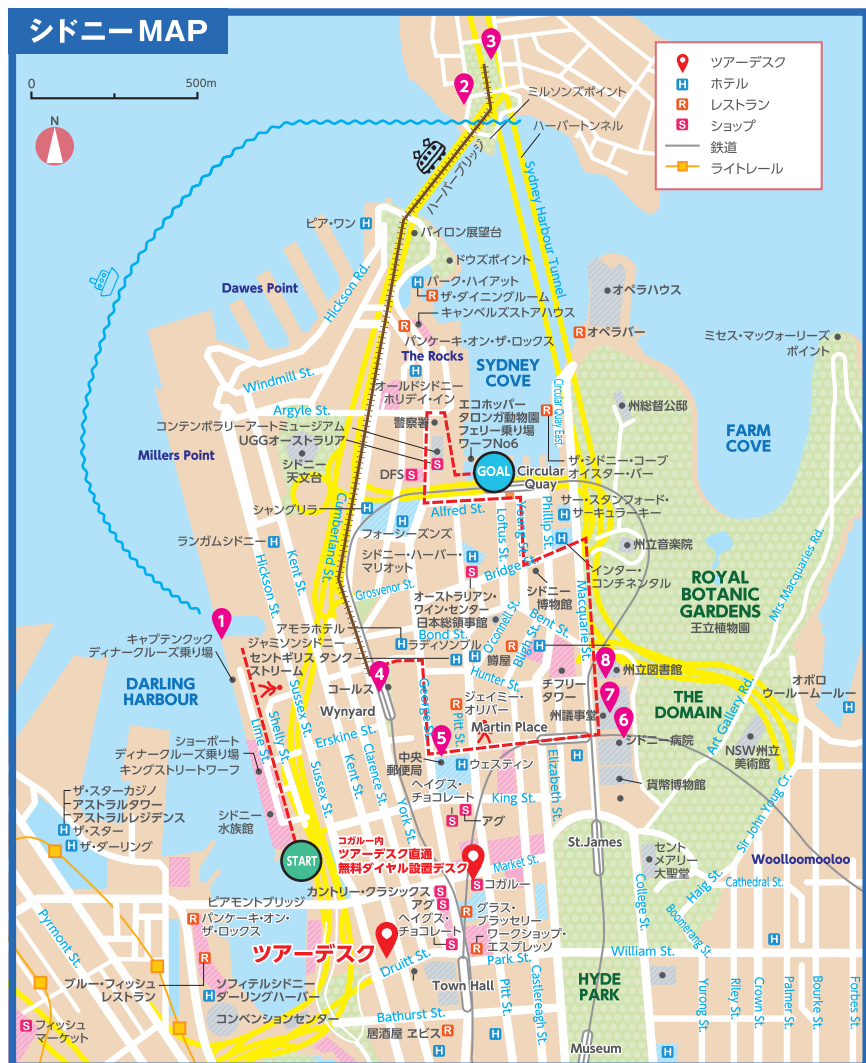 シドニーMAP
0
500m
N
3
2
ツアーデスク
H
ホテル
R
レストラン
S
ショップ
鉄道
ライトレール
ミルソンズポイント
ハーバートンネル
ハーバーブリッジ
Sydney Harbour Tunnel
ピア・ワン
H
パイロン展望台
ドウズポイント
H
パーク・ハイアット
R
ザ・ダイニングルーム
キャンベルズストアハウス
オペラハウス
Dawes Point
Hickson Rd.
R
パンケーキ・オン・ザ・ロックス
R
オペラバー
ミセス・マックォーリーズ
ポイント
The Rocks
SYDNEY
COVE
Windmill St.
H
オールドシドニー
ホリデイ・イン
エコホッパー
タロンガ動物園
フェリー乗り場
ワーフNo6
R
Circular Quay East.
州総督公邸
Argyle St.
コンテンポラリーアートミュージアム
警察署
UGGオーストラリア
S
FARM
COVE
Millers Point
シドニー
天文台
DFS
S
GOAL
Circular
Quay
ザ・シドニー・コーブ
オイスター・バー
シャングリラ
H
Cumberland St.
Alfred St.
サー・スタンフォード・
サーキュラーキー
H
フォーシーズンズ
H
Loftus St.
Young St.
Phillip St.
ランガムシドニー
H
Kent St.
Hickson St.
シドニー・ハーバー・
マリオット
H
S
Bridge St.
H
インター・
コンチネンタル
州立音楽院
Grosvenor St.
シドニー
博物館
Macquarie St.
Mrs Macquaries Rd.
ROYAL
BOTANIC
GARDENS
王立植物園
オーストラリアン・
ワイン・センター
日本総領事館
O'connell St.
Bent St.
Bligh St.
1
キャプテンクック
ディナークルーズ乗り場
アモラホテル
ジャミソンシドニー
H
ラディソンブル
Bond St.
セントギリス タンク
ストリーム
H
H
鱒屋
R
H
Hunter St.
4
8
州立図書館
チフリー
タワー
DARLING
HARBOUR
コールス
Wynyard
George St.
R
ジェイミー・
オリバー
Pitt St.
Martin Place
7
州議事堂
6
シドニー病院
THE
DOMAIN
オボロ
ウールームールー
H
Art Gallery Rd.
NSW州立
美術館
Lime St.
Shelly St.
Sussex St.
Erskine St.
ショーボート
ディナークルーズ乗り場
キングストリートワーフ
Kent St.
Clarence St.
5
中央
郵便局
H
ウェスティン
Elizabeth St.
H
貨幣博物館
Sussex St.
York St.
ヘイグス・
チョコレート
S
S
アグ
King St.
ザ・スターカジノ
アストラルタワー
アストラルレジデンス
H
ザ・スター
H
ザ・ダーリング
シドニー
水族館
St.James
Sir John Youg Cr.
START
コガルー内
ツアーデスク直通
無料ダイヤル設置デスク
Market St.
セント
メアリー
大聖堂
Woolloomooloo
Cathedral St.
Haig St.
Boomerang St.
College St.
S
コガルー
カントリー・クラシックス
S
アグ
S
ヘイグス・
チョコレート
S
R
グラス・
ブラッセリー
ワークショップ・
エスプレッソ
R
ピアモントブリッジ
R
パンケーキ・オン・
ザ・ロックス
Pyrmont St.
ツアーデスク
Druitt St.
Park St.
William St.
H
R
ブルー・フィッシュ
レストラン
ソフィテルシドニー
H
ダーリングハーバー
コンベンションセンター
Town Hall
Pitt St.
Castlereagh St.
HYDE
PARK
Yurong St.
Riley St.
Crown St.
Palmer St.
Bourke St.
Forbes St.
S
フィッシュ
マーケット
Bathurst St.
居酒屋 ヱビス
R
H
H
Museum
H